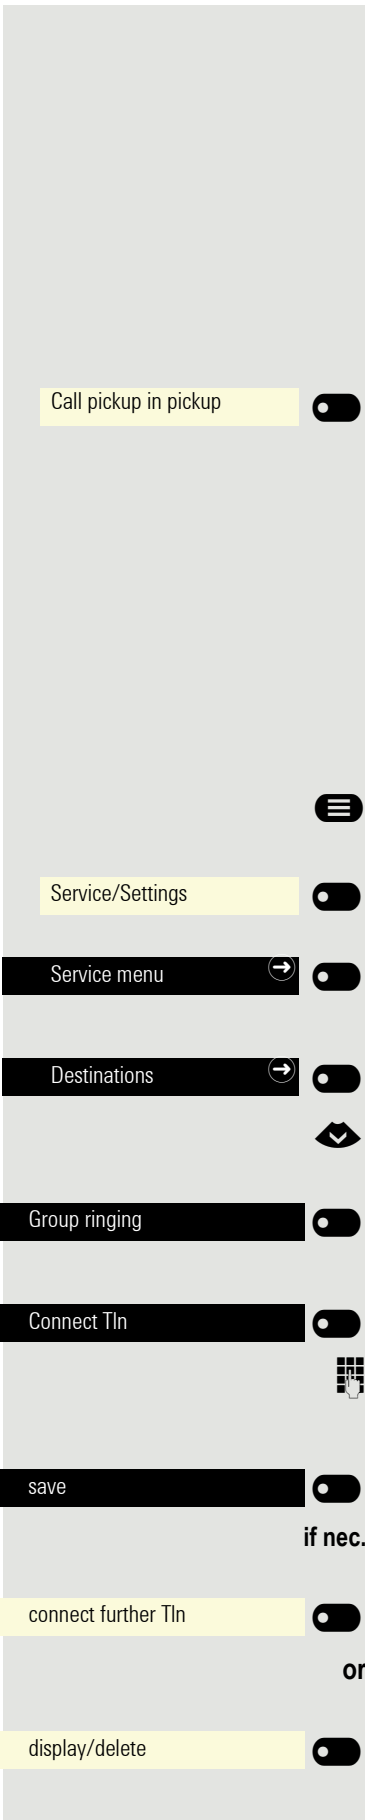 Call pickup in pickup
Service/Settings
Service menu
Destinations
Group ringing
Connect Tln
save
if nec.
connect further Tln
or
display/delete